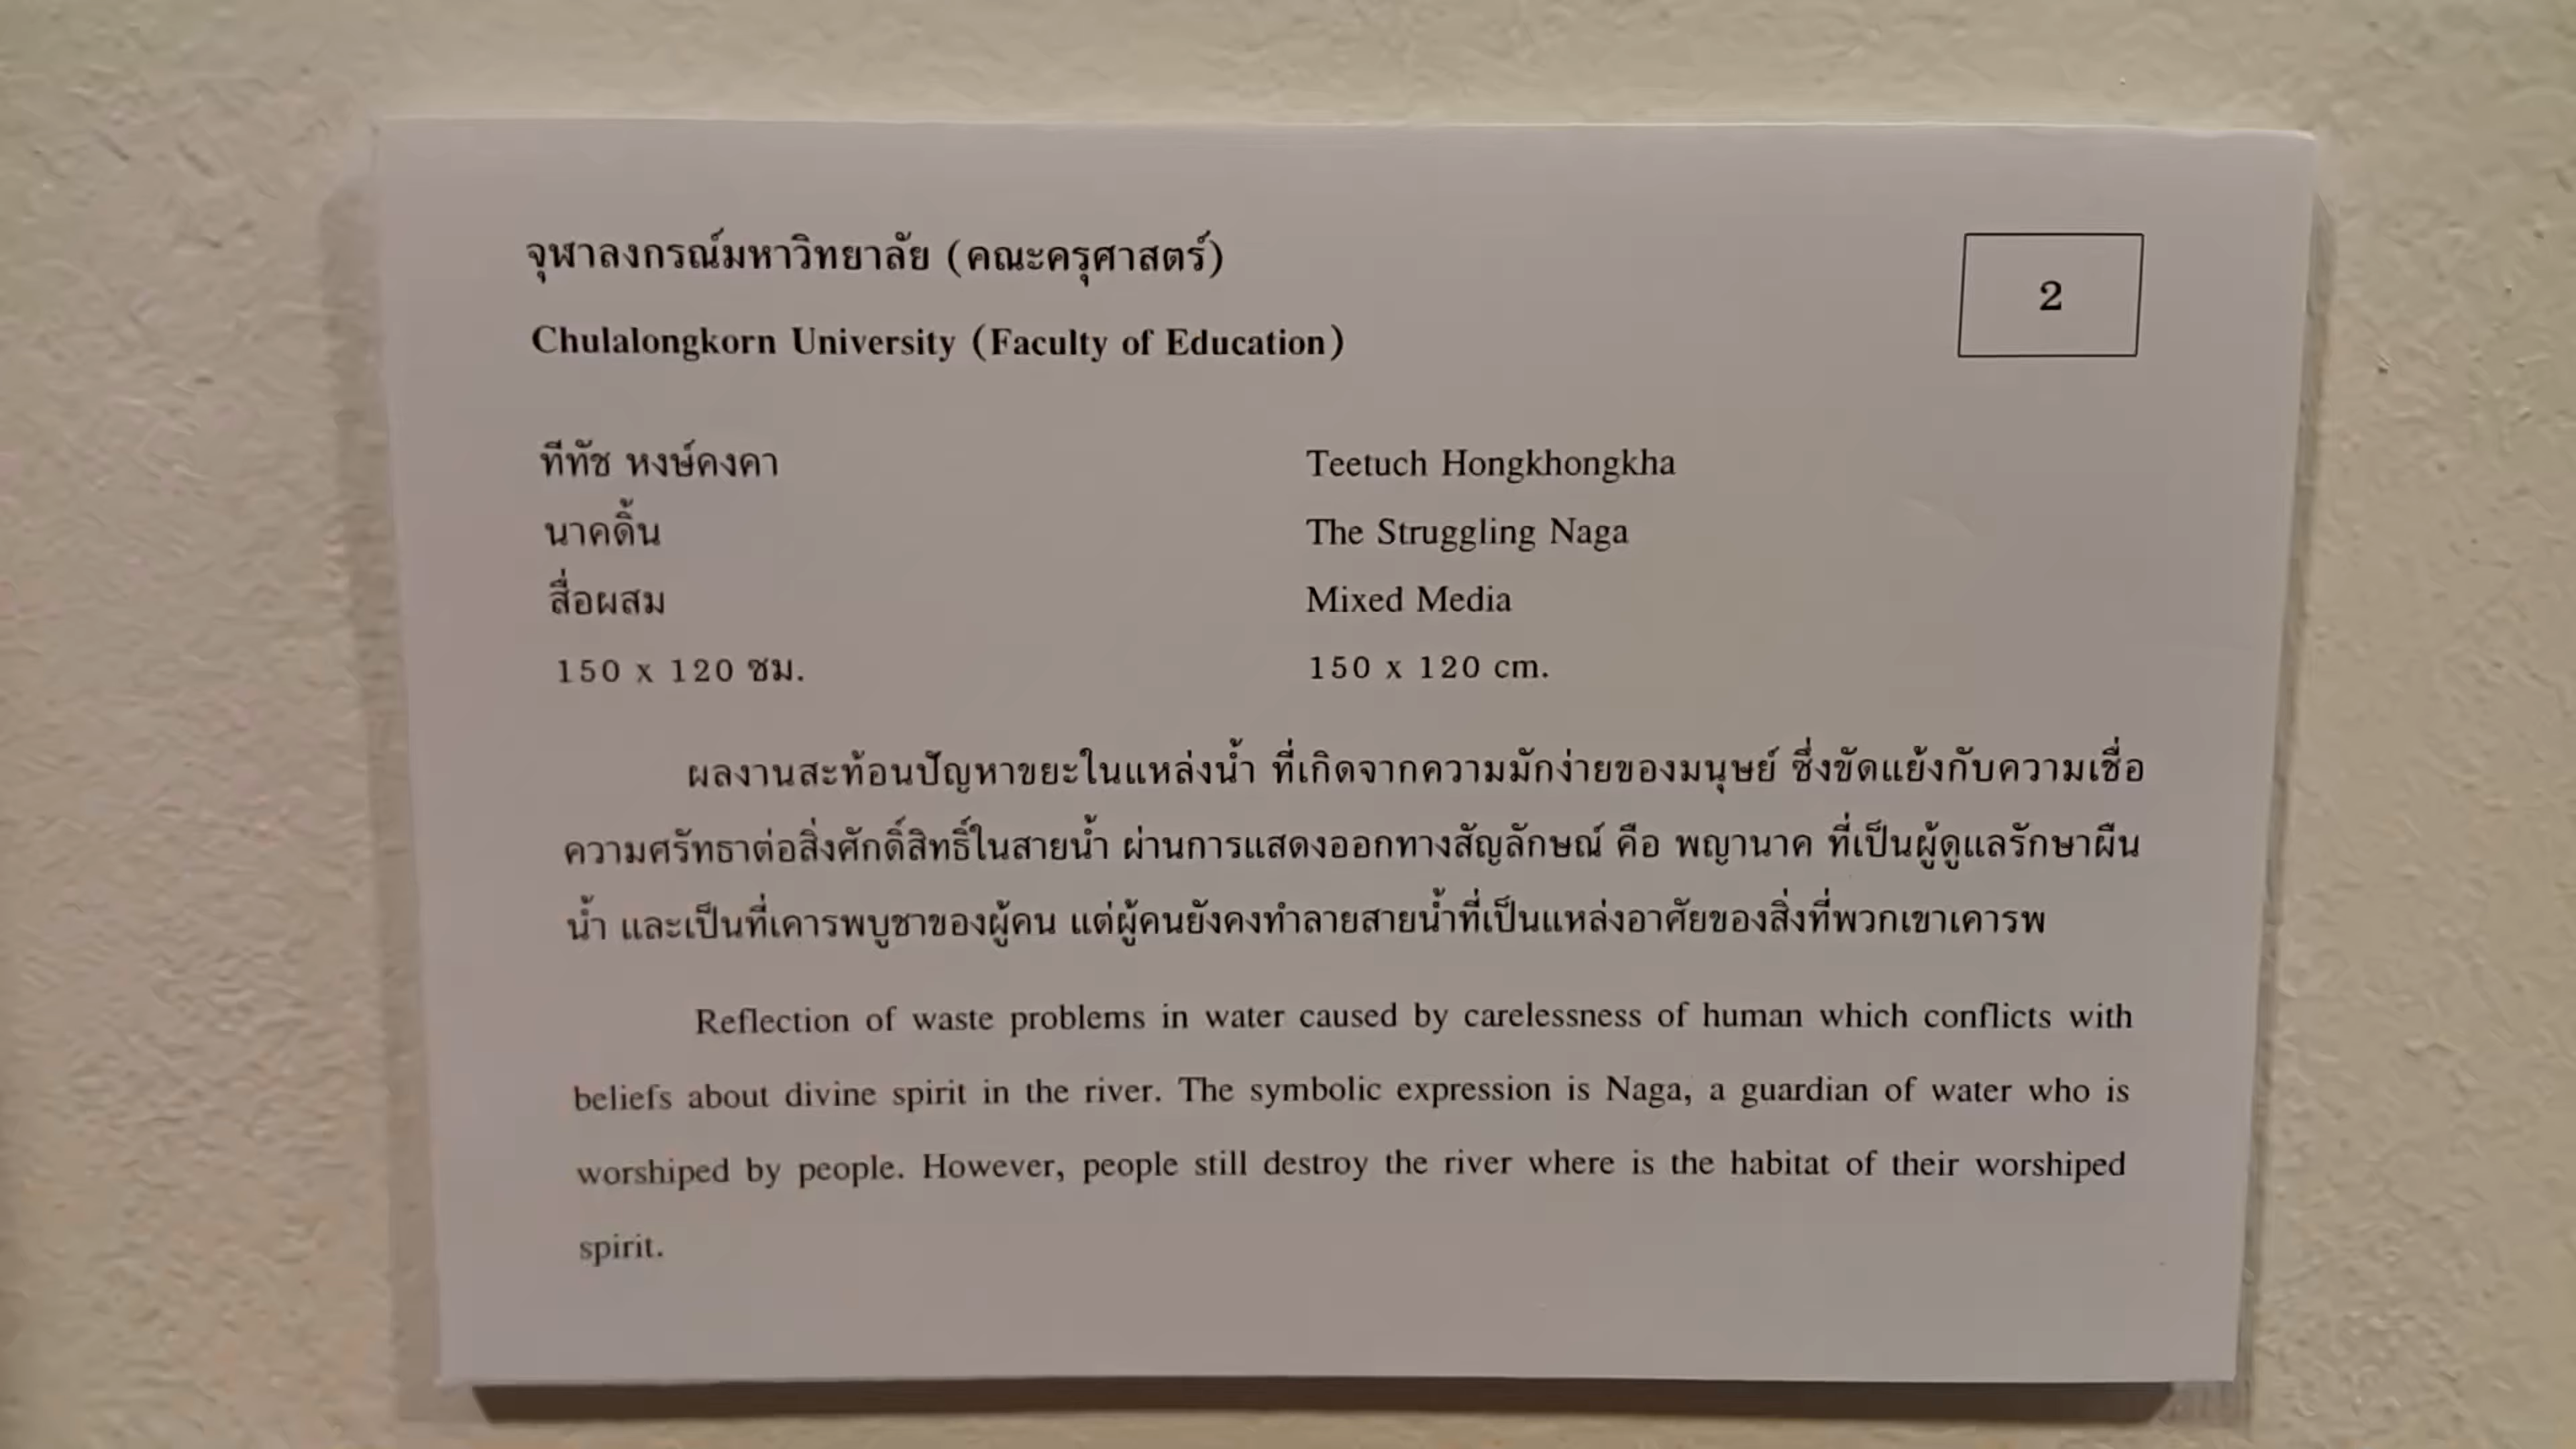 จุฬาลงกรณ์มหาวิทยาลัย (คณะครุศาสตร์)
2
Chulalongkorn University (Faculty of Education)
ทีทัช หงษ์คงคา
Teetuch Hongkhongkha
นาคดิ้น
The Struggling Naga
สื่อผสม
Mixed Media
150 x 120 ซม.
150 x 120 cm.
ผลงานสะท้อนปัญหาขยะในแหล่งน้ำ ที่เกิดจากความมักง่ายของมนุษย์ ซึ่งขัดแย้งกับความเชื่อ
ความศรัทธาต่อสิ่งศักดิ์สิทธิ์ในสายน้ำ ผ่านการแสดงออกทางสัญลักษณ์ คือ พญานาค ที่เป็นผู้ดูแลรักษาผืน
น้ำ และเป็นที่เคารพบูชาของผู้คน แต่ผู้คนยังคงทำลายสายน้ำที่เป็นแหล่งอาศัยของสิ่งที่พวกเขาเคารพ
Reflection of waste problems in water caused by carelessness of human which conflicts with
beliefs about divine spirit in the river. The symbolic expression is Naga, a guardian of water who is
worshiped by people. However, people still destroy the river where is the habitat of their worshiped
spirit.